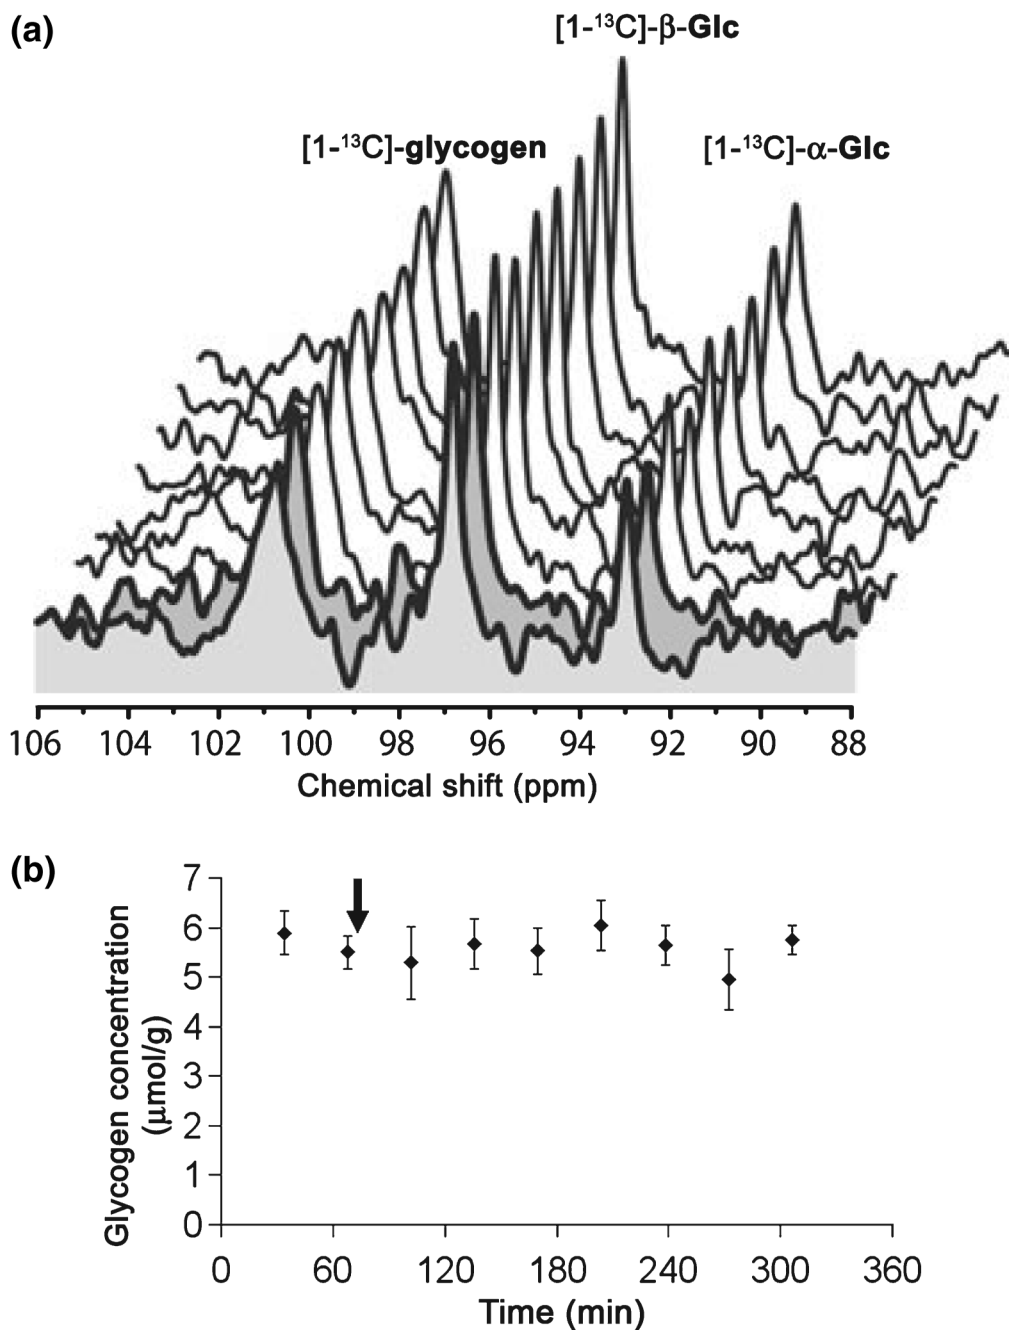 (a)
[1-¹³C]-β-Glc
[1-¹³C]-glycogen
[1-¹³C]-α-Glc
106 104 102 100 98 96 94 92 90 88
Chemical shift (ppm)
(b)
7
6
5
4
3
2
1
0
Glycogen concentration
(μmol/g)
0 60 120 180 240 300 360
Time (min)